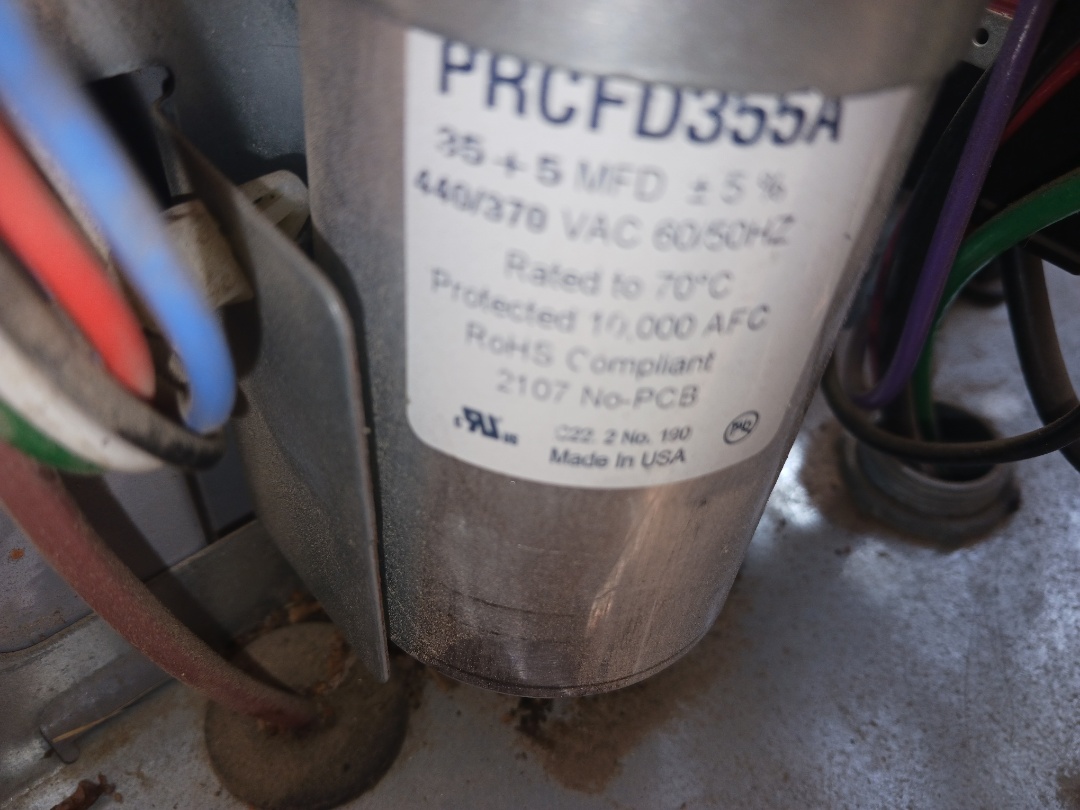 PRCFD355A
35 + 5 MFD ± 5 %
440/370 VAC 60/50HZ
Rated to 70°C
Protected 10,000 AFC
RoHS Compliant
2107 No-PCB
C22. 2 No. 190
Made In USA